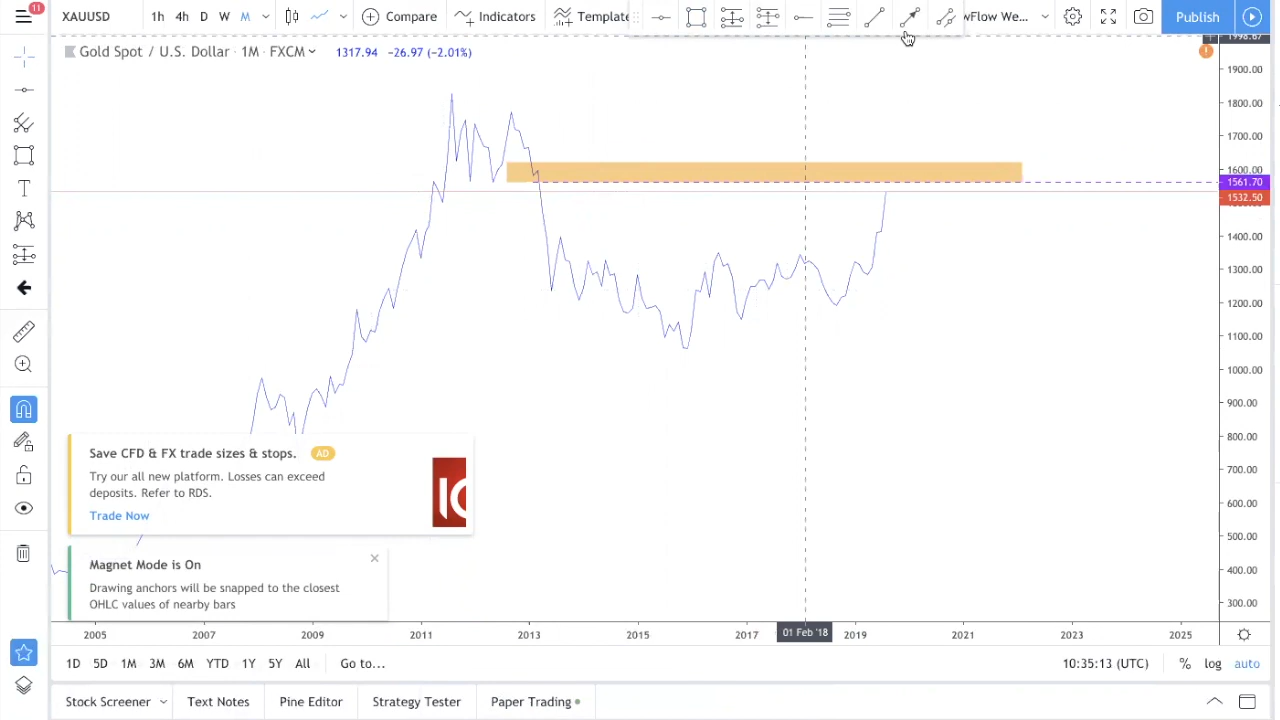 11
XAUUSD
1h 4h D W M
Compare
Indicators
Template
wFlow We...
Publish
Gold Spot / U.S. Dollar · 1M · FXCM
1317.94 -26.97 (-2.01%)
1998.67
1900.00
1800.00
1700.00
1600.00
1561.70
1532.50
1400.00
1300.00
1200.00
1100.00
1000.00
900.00
800.00
700.00
600.00
500.00
400.00
300.00
Save CFD & FX trade sizes & stops. AD
Try our all new platform. Losses can exceed
deposits. Refer to RDS.
Trade Now
IG
Magnet Mode is On
Drawing anchors will be snapped to the closest
OHLC values of nearby bars
2005 2007 2009 2011 2013 2015 2017 01 Feb '18 2019 2021 2023 2025
1D 5D 1M 3M 6M YTD 1Y 5Y All Go to...
10:35:13 (UTC) % log auto
Stock Screener Text Notes Pine Editor Strategy Tester Paper Trading